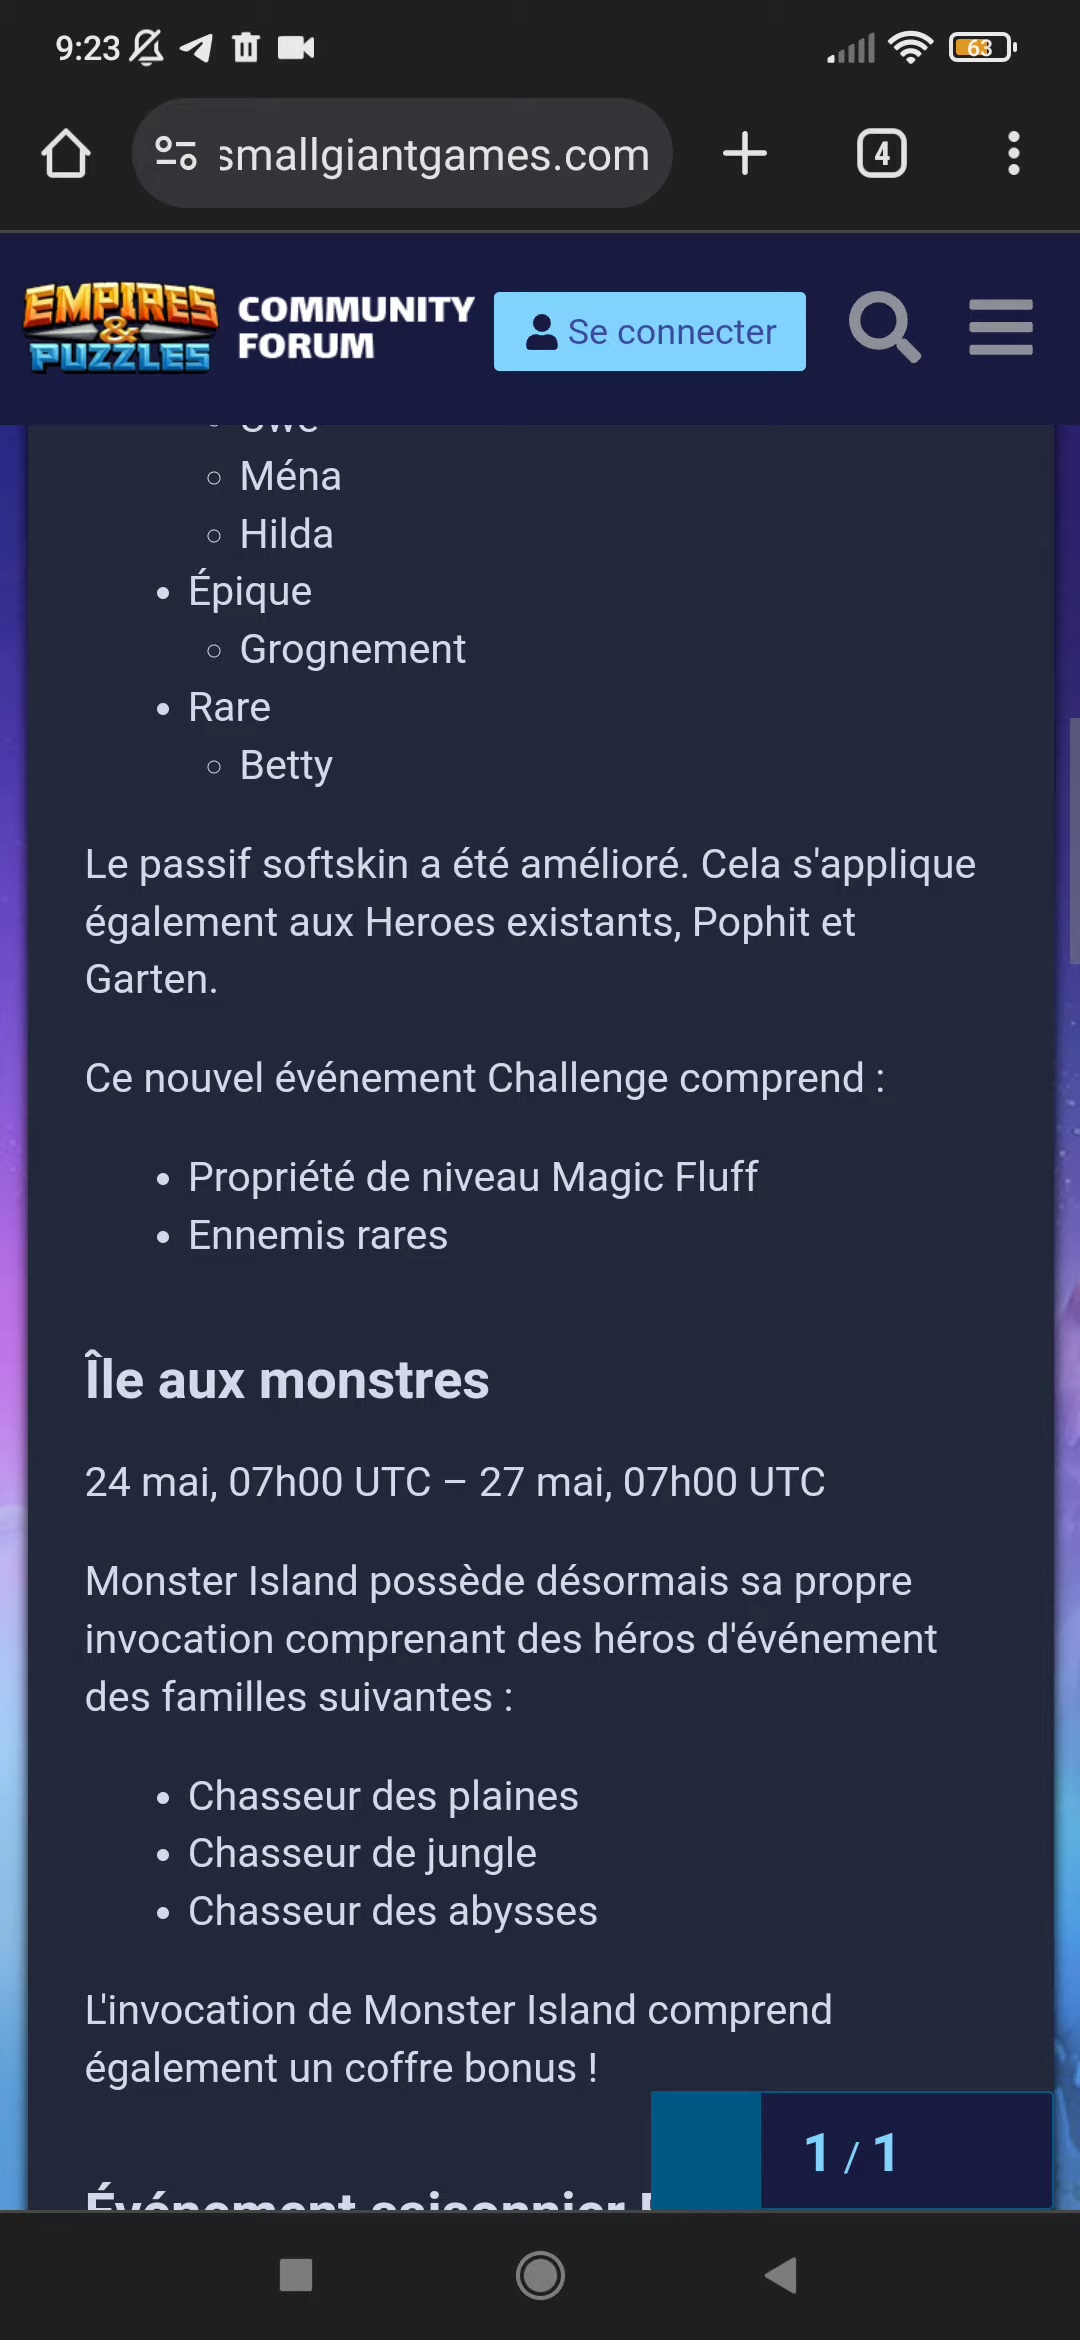 9:23
63
smallgiantgames.com
4
EMPIRES
&
PUZZLES
COMMUNITY
FORUM
Se connecter
Ména
Hilda
Épique
Grognement
Rare
Betty
Le passif softskin a été amélioré. Cela s'applique
également aux Heroes existants, Pophit et
Garten.
Ce nouvel événement Challenge comprend :
Propriété de niveau Magic Fluff
Ennemis rares
Île aux monstres
24 mai, 07h00 UTC – 27 mai, 07h00 UTC
Monster Island possède désormais sa propre
invocation comprenant des héros d'événement
des familles suivantes :
Chasseur des plaines
Chasseur de jungle
Chasseur des abysses
L'invocation de Monster Island comprend
également un coffre bonus !
1 / 1
Événement saisonnier